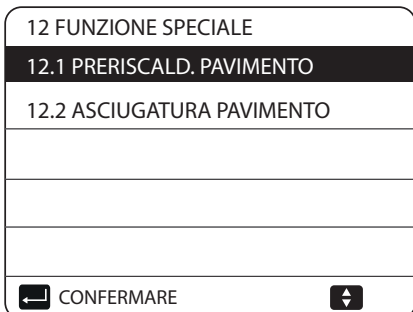 12 FUNZIONE SPECIALE
12.1 PRERISCALD. PAVIMENTO
12.2 ASCIUGATURA PAVIMENTO
CONFERMARE